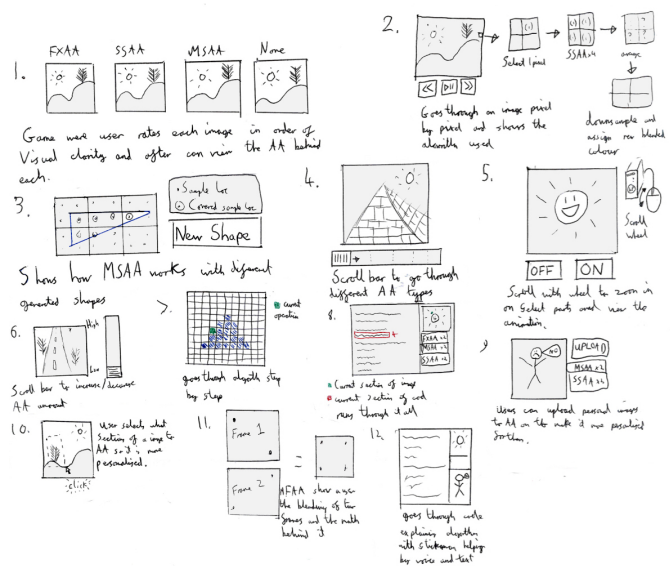 FXAA SSAA MSAA None
1.
Game were user rates each image in order of
Visual clarity and after can view the AA behind
each.
2.
Select 1 pixel
SSAAx4
average
Goes through an image pixel
by pixel and shows the
algorithm used
downsample and
assign new blended
colour
3.
Sample loc
Covered sample loc
New Shape
Shows how MSAA works with different
generated shapes
4.
Scroll bar to go through
different AA types
5.
Scroll
wheel
OFF ON
Scroll with wheel to zoom in
on select parts and view the
animation.
6.
High
Low
Scroll bar to increase/decrease
AA amount
7.
current
operation
goes through algorith step
by step
8.
FXAA x2
MSAA x2
SSAA x4
Current section of image
current section of code
runs through it all
9
UPLOAD
MSAA x2
SSAA x4
Users can upload personal images
to AA on to make it more personalised
for them.
10.
User selects what
section of a image to
AA so it is more
personalised.
click
11.
Frame 1
Frame 2
=
MFAA show user
the blending of two
frames and the math
behind it
12.
goes through code
explains algorithm
with stickman helping
by voice and text